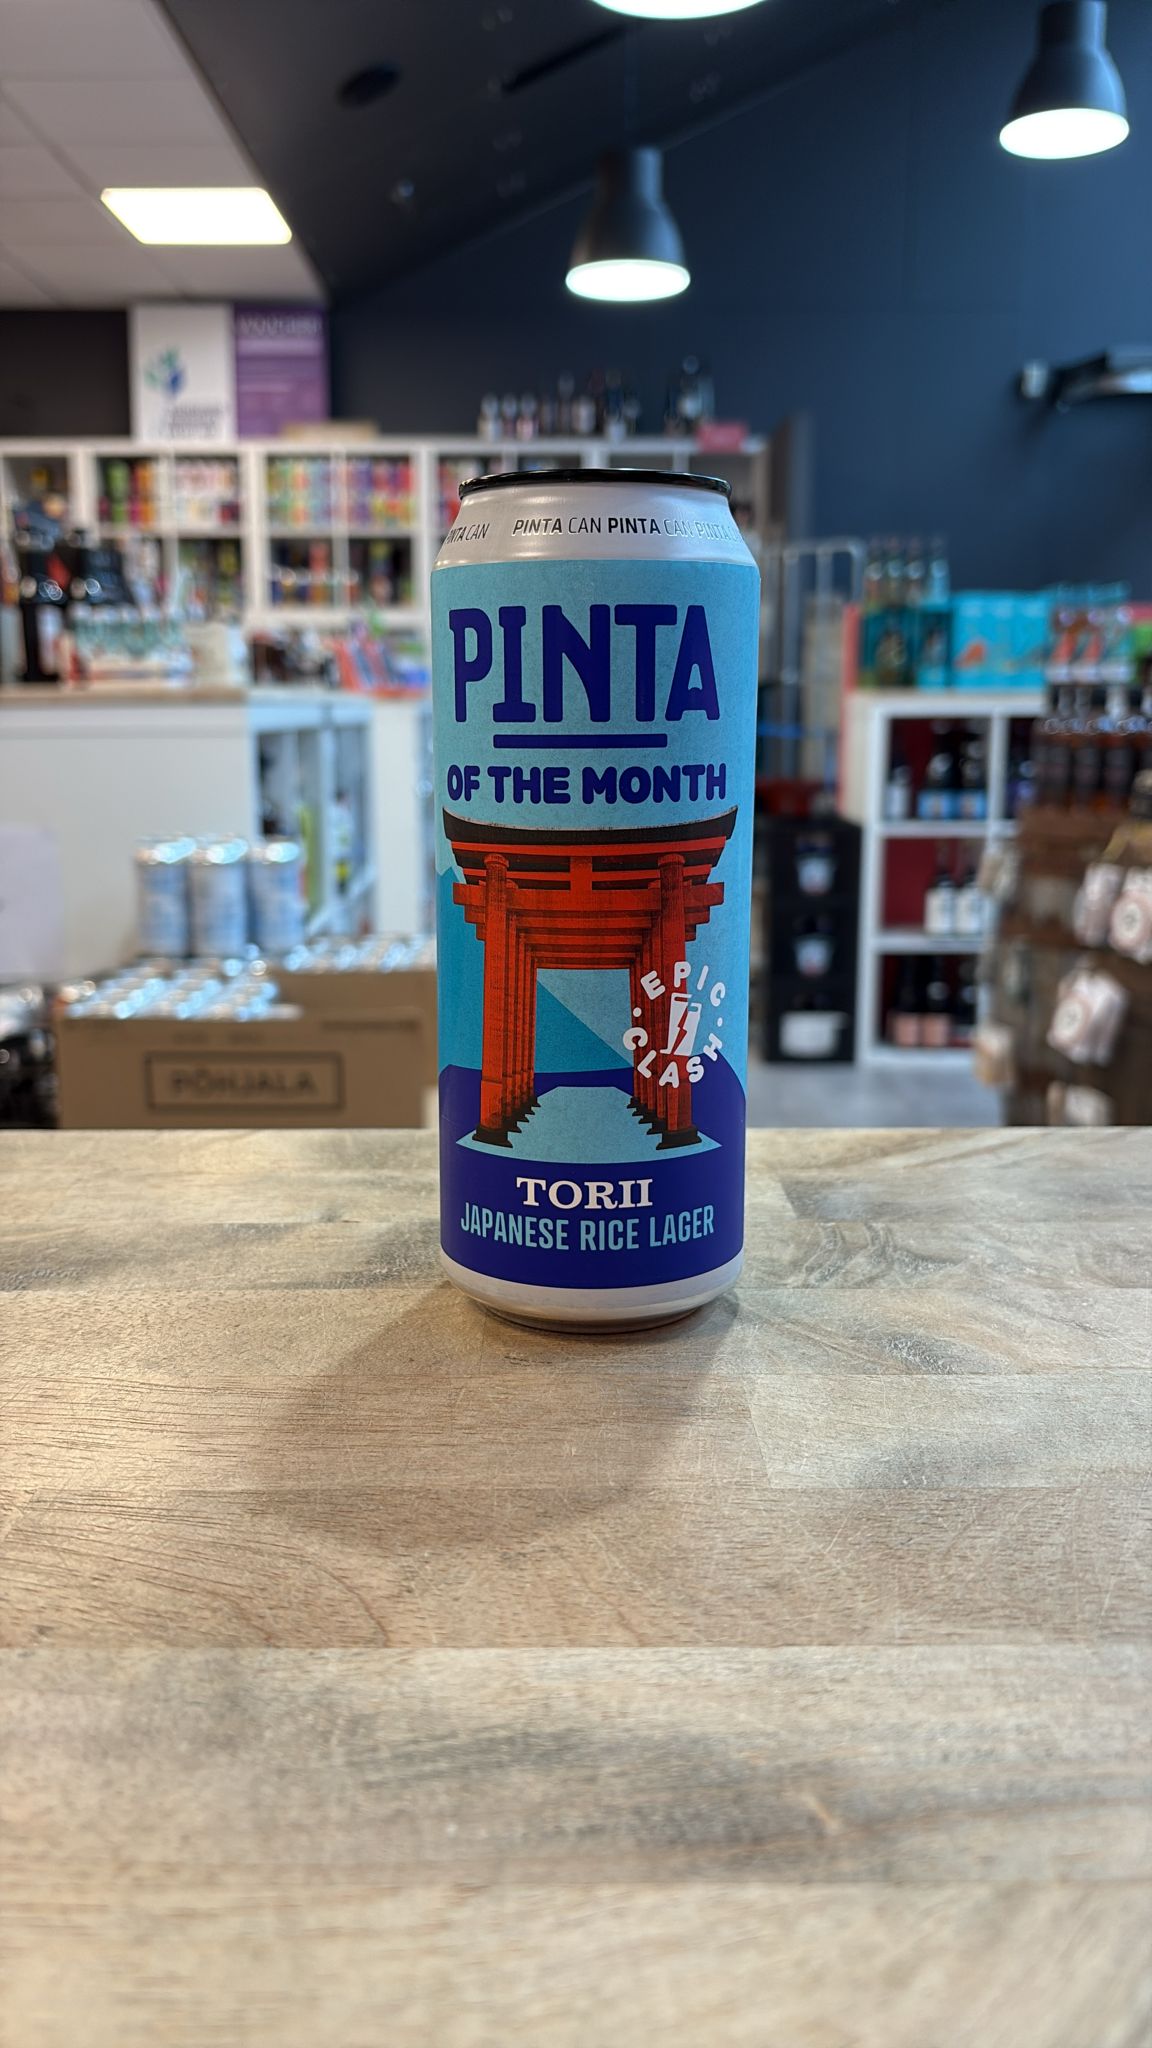 PINTA CAN PINTA CAN PINTA CAN
PINTA
OF THE MONTH
EPIC
CLASH
TORII
JAPANESE RICE LAGER
PÕHJALA